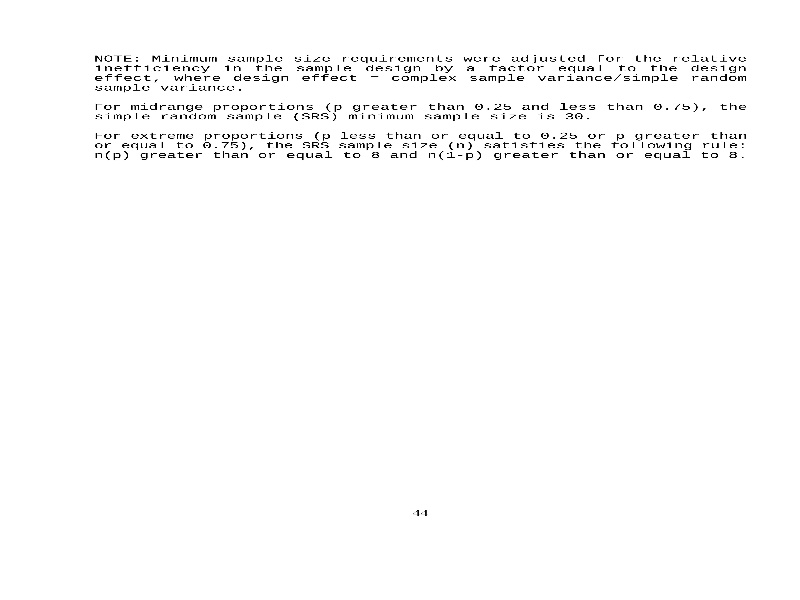 NOTE: Minimum sample size requirements were adjusted for the relative
inefficiency in the sample design by a factor equal to the design
effect, where design effect = complex sample variance/simple random
sample variance.
For midrange proportions (p greater than 0.25 and less than 0.75), the
simple random sample (SRS) minimum sample size is 30.
For extreme proportions (p less than or equal to 0.25 or p greater than
or equal to 0.75), the SRS sample size (n) satisfies the following rule:
n(p) greater than or equal to 8 and n(1-p) greater than or equal to 8.
44